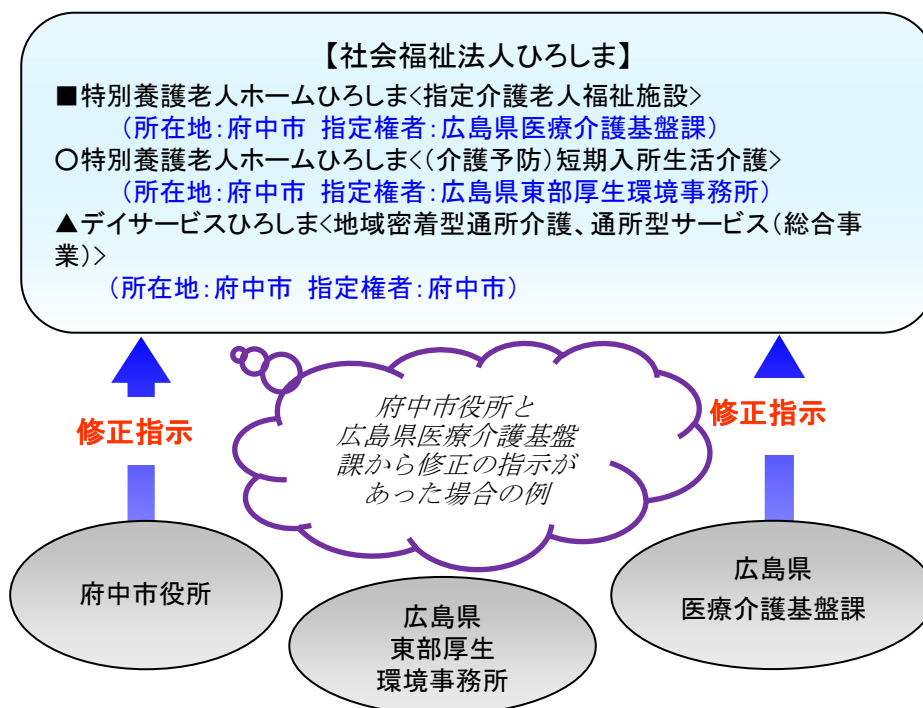 【社会福祉法人ひろしま】
■特別養護老人ホームひろしま<指定介護老人福祉施設>
(所在地:府中市 指定権者:広島県医療介護基盤課)
○特別養護老人ホームひろしま<(介護予防)短期入所生活介護>
(所在地:府中市 指定権者:広島県東部厚生環境事務所)
▲デイサービスひろしま<地域密着型通所介護、通所型サービス(総合事
業)>
(所在地:府中市 指定権者:府中市)
修正指示
府中市役所と
広島県医療介護基盤
課から修正の指示が
あった場合の例
修正指示
府中市役所
広島県
東部厚生
環境事務所
広島県
医療介護基盤課